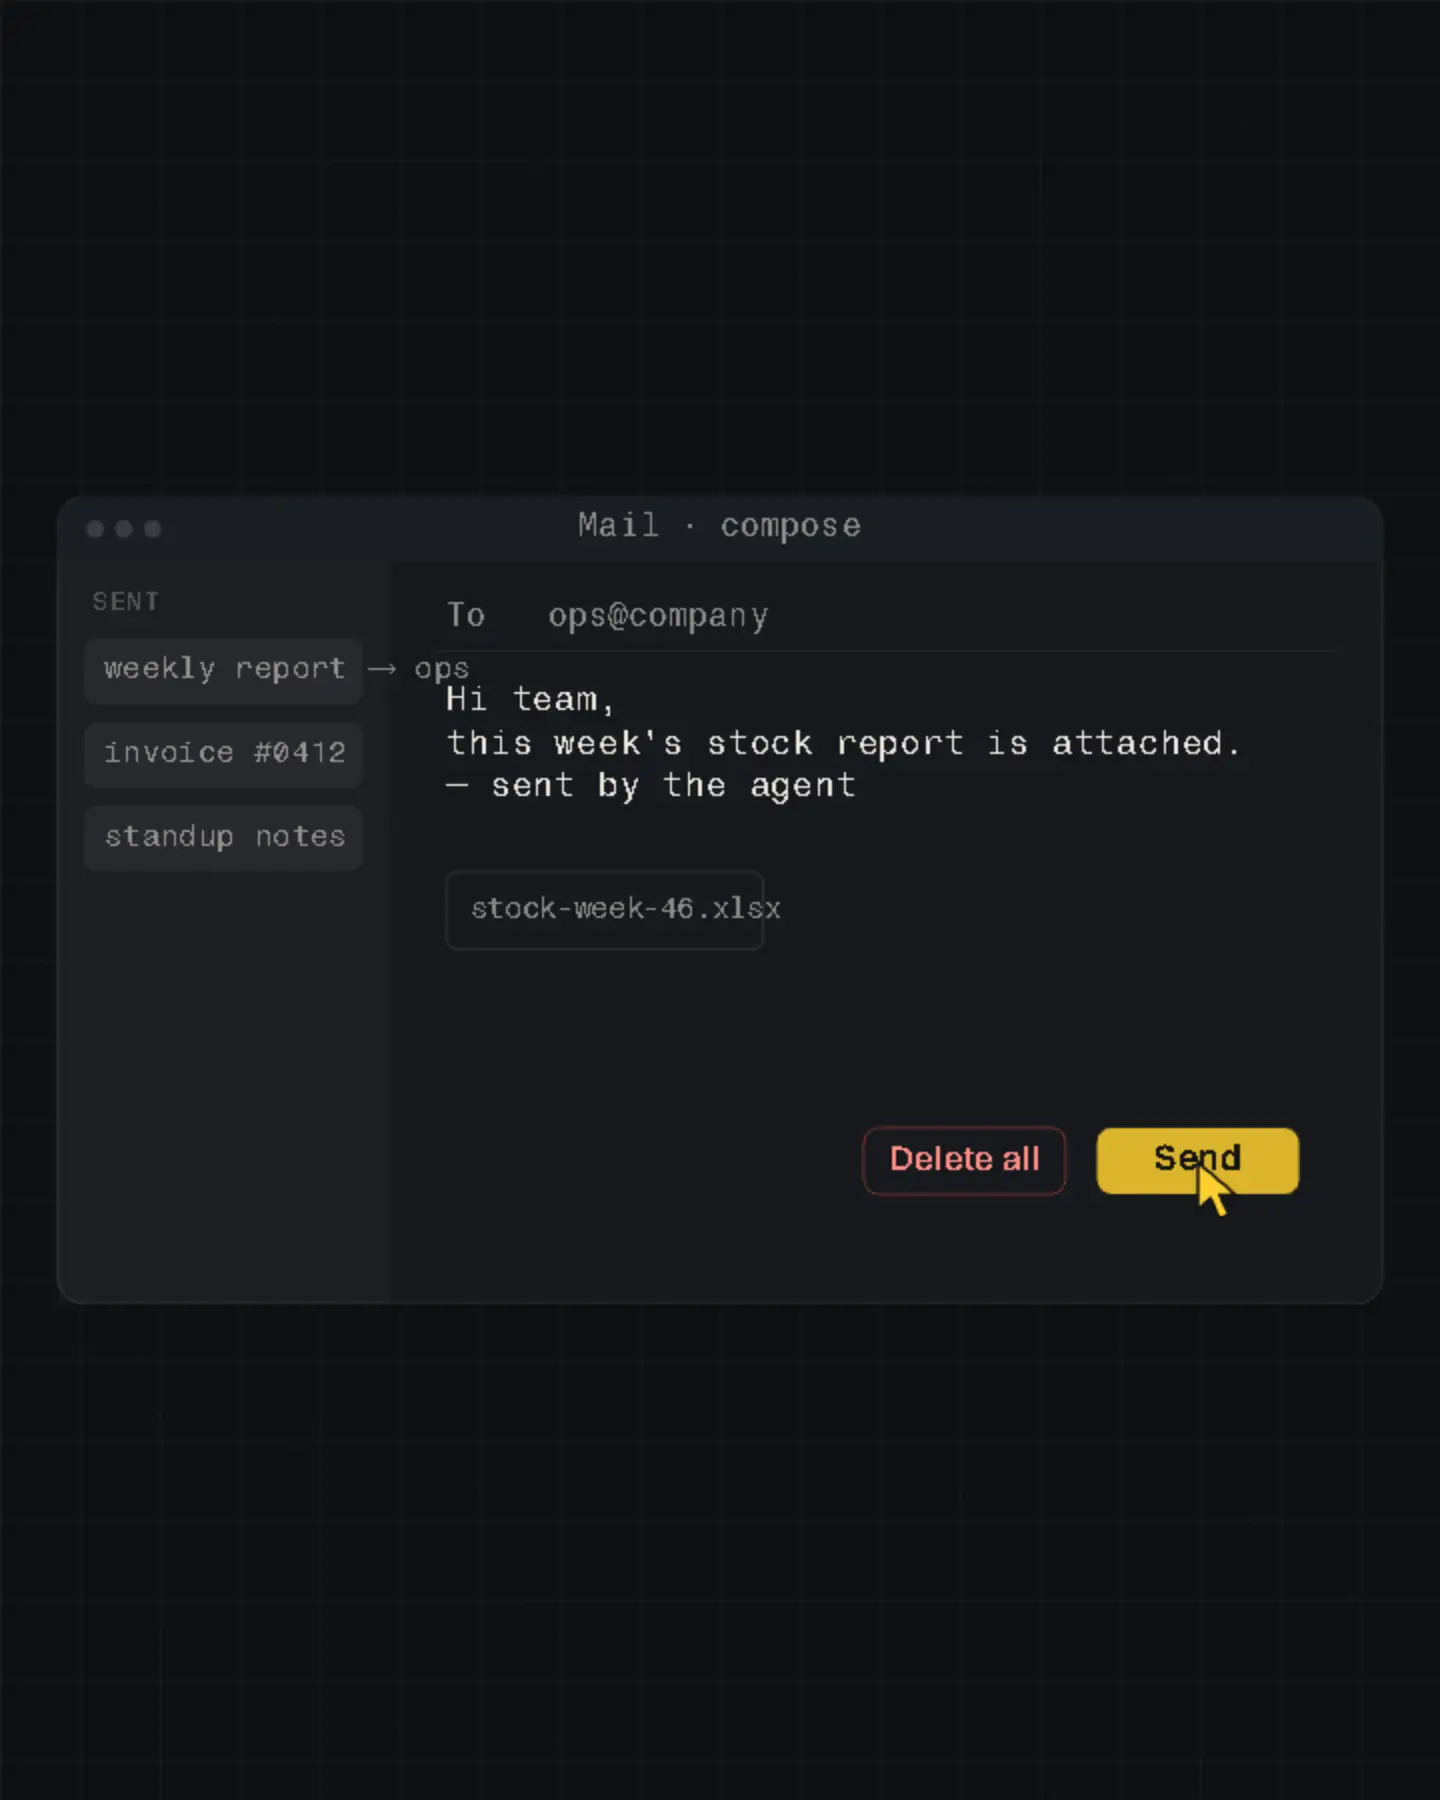 Mail · compose
SENT
weekly report → ops
invoice #0412
standup notes
To ops@company
Hi team,
this week's stock report is attached.
— sent by the agent
stock-week-46.xlsx
Delete all
Send